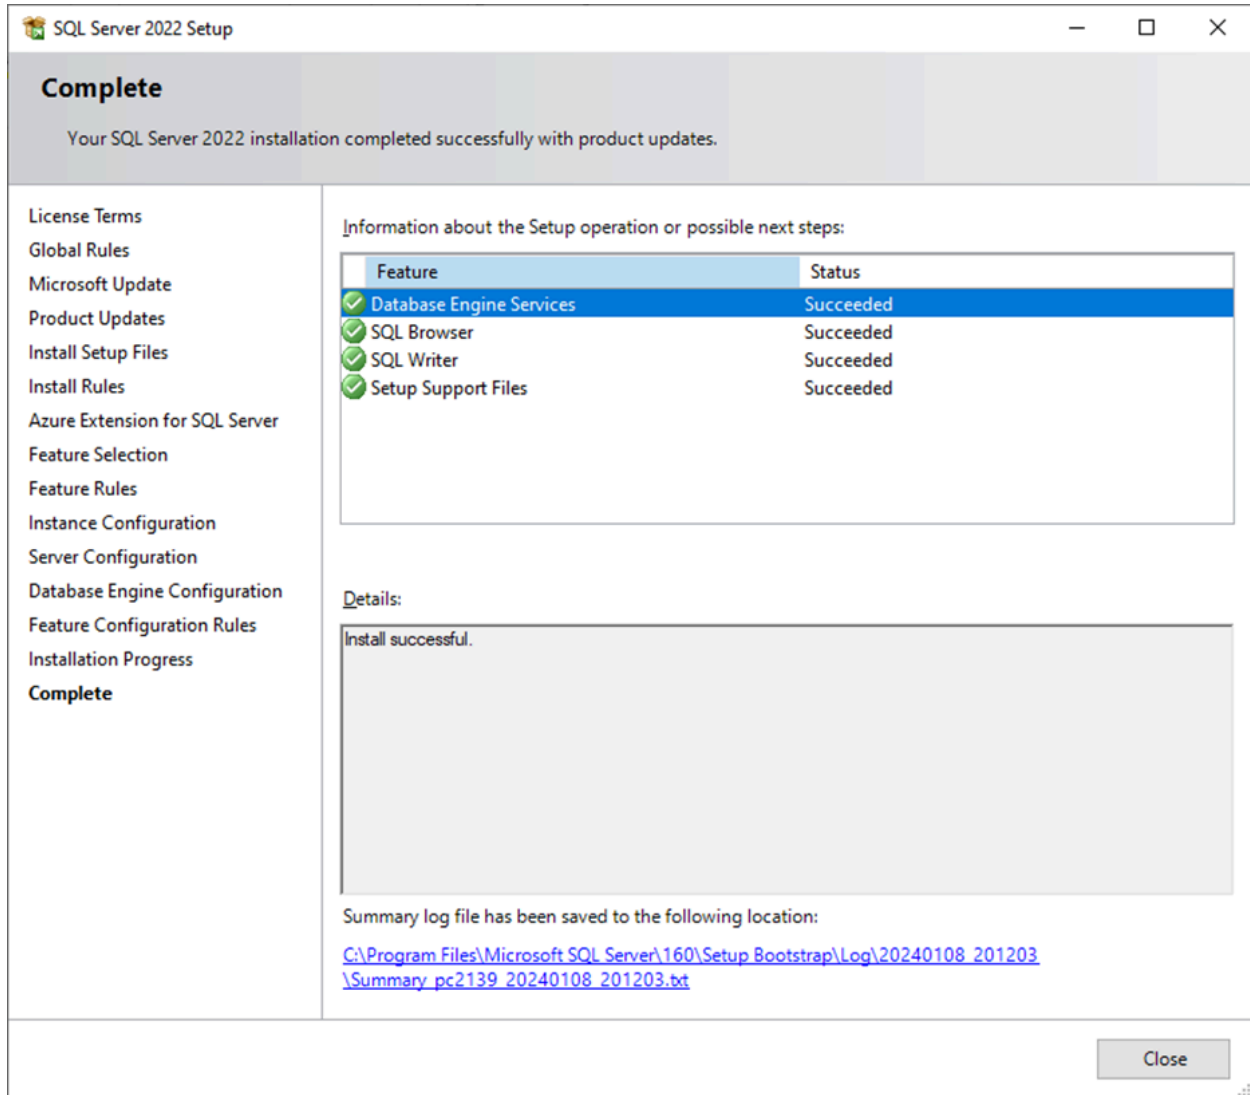 SQL Server 2022 Setup
Complete
Your SQL Server 2022 installation completed successfully with product updates.
License Terms
Global Rules
Microsoft Update
Product Updates
Install Setup Files
Install Rules
Azure Extension for SQL Server
Feature Selection
Feature Rules
Instance Configuration
Server Configuration
Database Engine Configuration
Feature Configuration Rules
Installation Progress
Complete
Information about the Setup operation or possible next steps:
Feature Status
Database Engine Services Succeeded
SQL Browser Succeeded
SQL Writer Succeeded
Setup Support Files Succeeded
Details:
Install successful.
Summary log file has been saved to the following location:
C:\Program Files\Microsoft SQL Server\160\Setup Bootstrap\Log\20240108_201203
\Summary_pc2139_20240108_201203.txt
Close